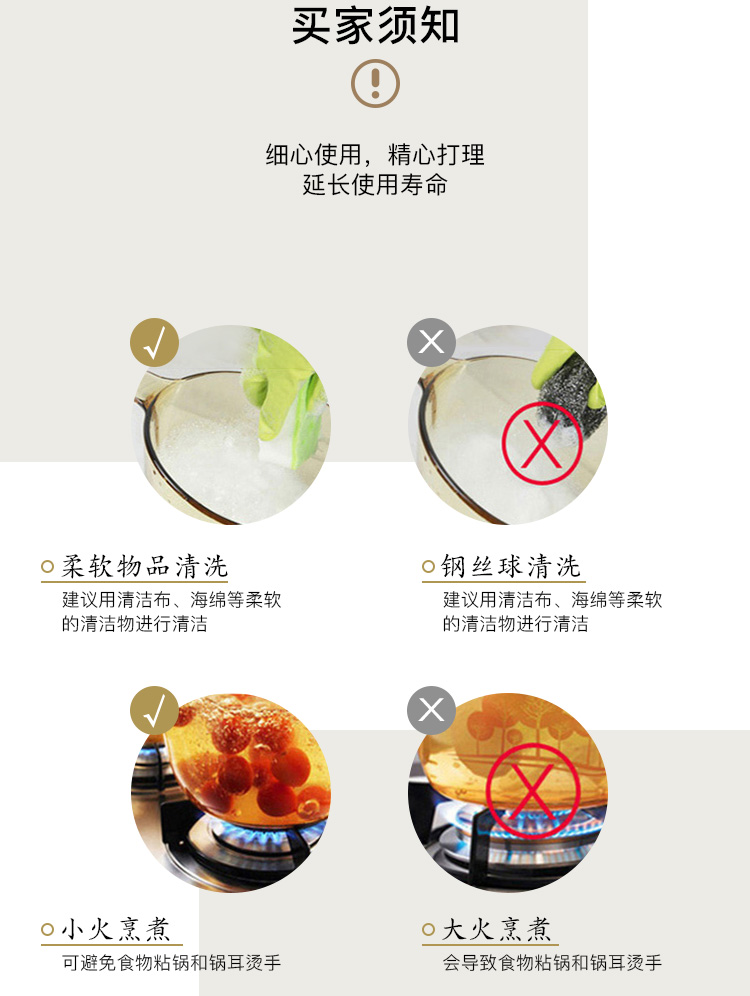 买家须知
细心使用，精心打理
延长使用寿命
柔软物品清洗
建议用清洁布、海绵等柔软
的清洁物进行清洁
钢丝球清洗
建议用清洁布、海绵等柔软
的清洁物进行清洁
小火烹煮
可避免食物粘锅和锅耳烫手
大火烹煮
会导致食物粘锅和锅耳烫手